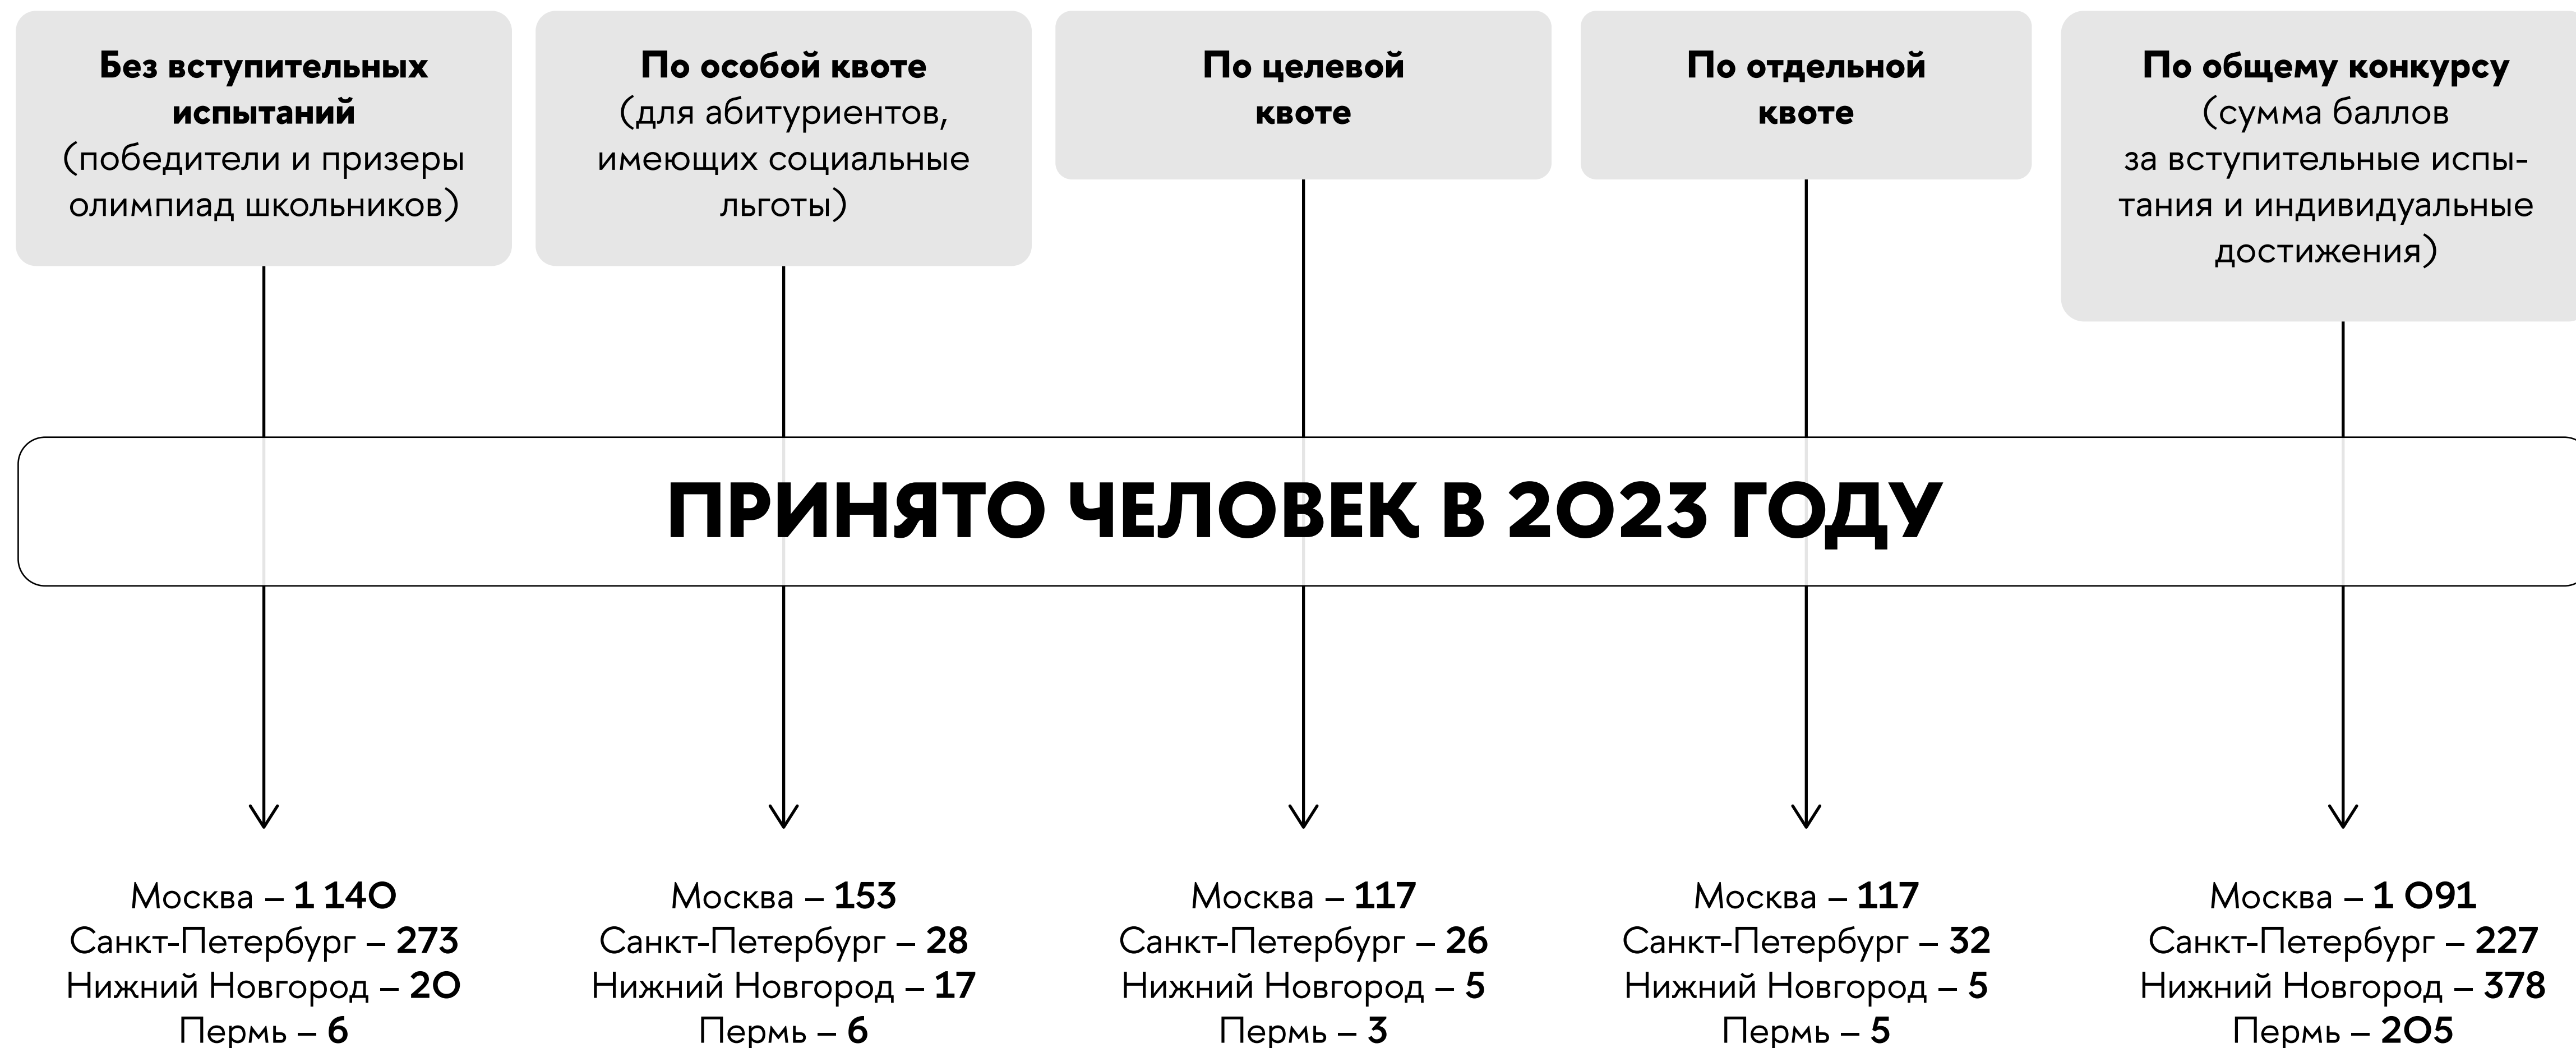 Без вступительных
испытаний
(победители и призеры
олимпиад школьников)
По особой квоте
(для абитуриентов,
имеющих социальные
льготы)
По целевой
квоте
По отдельной
квоте
По общему конкурсу
(сумма баллов
за вступительные испы-
тания и индивидуальные
достижения)
ПРИНЯТО ЧЕЛОВЕК В 2023 ГОДУ
Москва – 1 140
Санкт-Петербург – 273
Нижний Новгород – 20
Пермь – 6
Москва – 153
Санкт-Петербург – 28
Нижний Новгород – 17
Пермь – 6
Москва – 117
Санкт-Петербург – 26
Нижний Новгород – 5
Пермь – 3
Москва – 117
Санкт-Петербург – 32
Нижний Новгород – 5
Пермь – 5
Москва – 1 091
Санкт-Петербург – 227
Нижний Новгород – 378
Пермь – 205